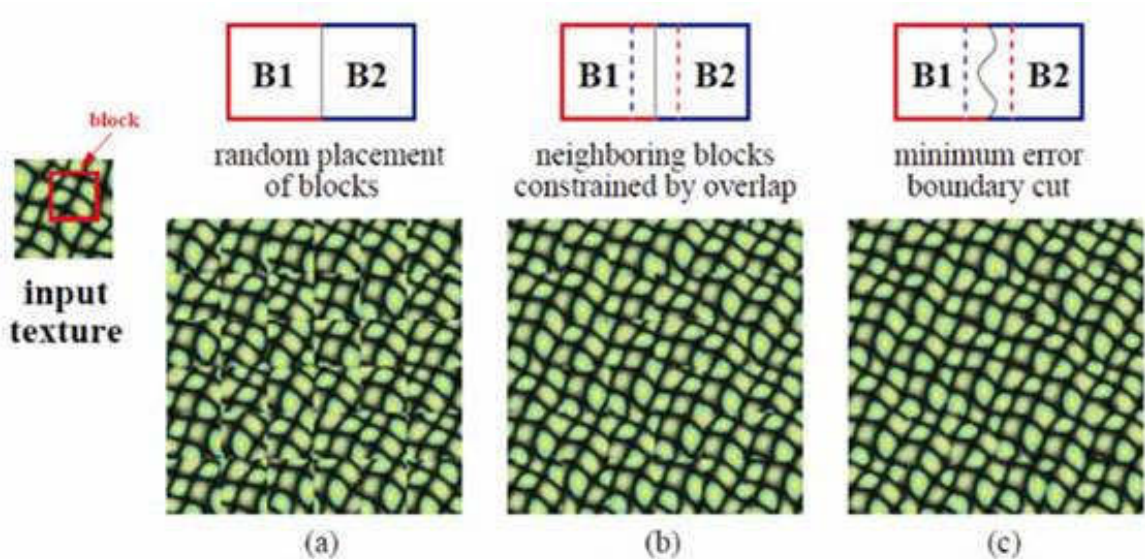 block
input
texture
B1 B2
random placement
of blocks
(a)
B1 B2
neighboring blocks
constrained by overlap
(b)
B1 B2
minimum error
boundary cut
(c)